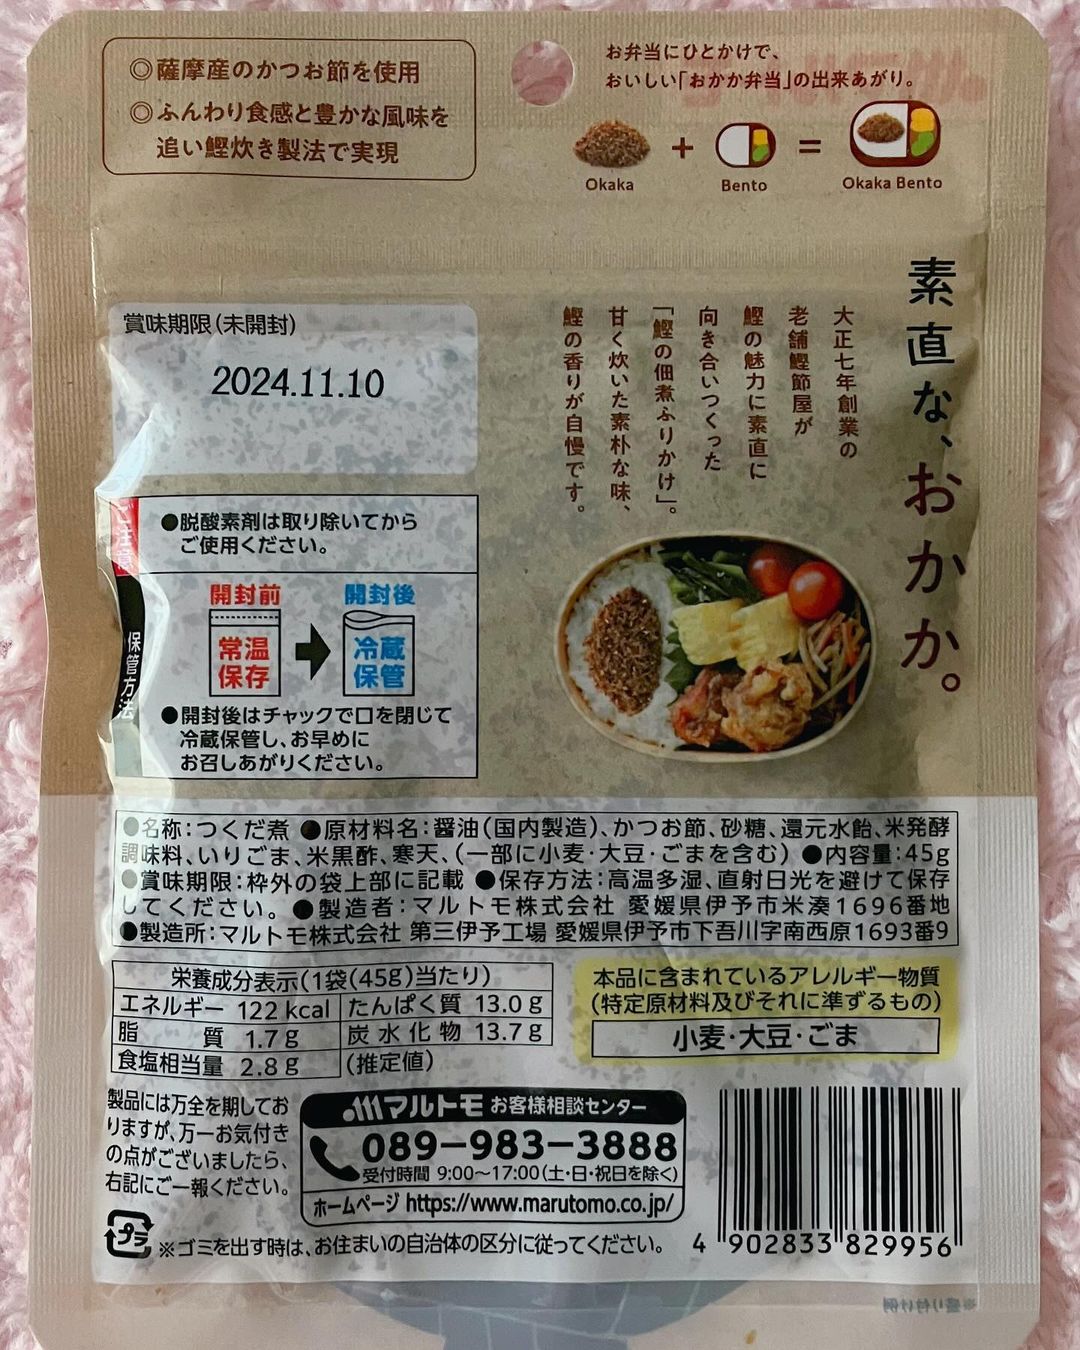 ◎薩摩産のかつお節を使用
◎ふんわり食感と豊かな風味を
追い鰹炊き製法で実現
お弁当にひとかけで、
おいしい「おかか弁当」の出来あがり。
+ =
Okaka Bento Okaka Bento
素直な、おかか。
大正七年創業の
老舗鰹節屋が
鰹の魅力に素直に
向き合いつくった
「鰹の佃煮ふりかけ」。
甘く炊いた素朴な味、
鰹の香りが自慢です。
賞味期限(未開封)
2024.11.10
ご注意
●脱酸素剤は取り除いてから
ご使用ください。
保管方法
開封前 開封後
常温 冷蔵
保存 保管
●開封後はチャックで口を閉じて
冷蔵保管し、お早めに
お召しあがりください。
●名称:つくだ煮 ●原材料名:醤油(国内製造)、かつお節、砂糖、還元水飴、米発酵
調味料、いりごま、米黒酢、寒天、(一部に小麦・大豆・ごまを含む) ●内容量:45g
●賞味期限:枠外の袋上部に記載 ●保存方法:高温多湿、直射日光を避けて保存
してください。●製造者:マルトモ株式会社 愛媛県伊予市米湊1696番地
●製造所:マルトモ株式会社 第三伊予工場 愛媛県伊予市下吾川字南西原1693番9
栄養成分表示(1袋(45g)当たり)
エネルギー 122 kcal たんぱく質 13.0 g
脂質 1.7 g 炭水化物 13.7 g
食塩相当量 2.8 g (推定値)
本品に含まれているアレルギー物質
(特定原材料及びそれに準ずるもの)
小麦・大豆・ごま
製品には万全を期してお
りますが、万一お気付き
の点がございましたら、
右記にご一報ください。
マルトモ お客様相談センター
089-983-3888
受付時間 9:00〜17:00(土・日・祝日を除く)
ホームページ https://www.marutomo.co.jp/
プラ
※ゴミを出す時は、お住まいの自治体の区分に従ってください。
4 902833 829956